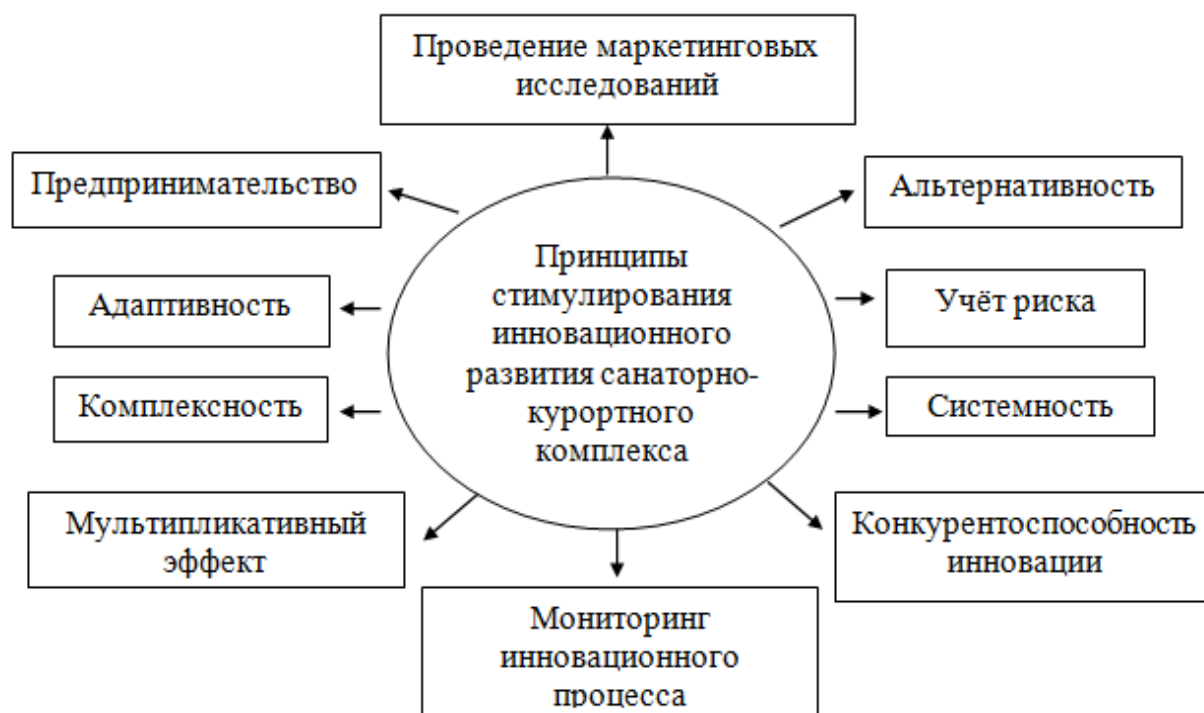 Проведение маркетинговых
исследований
Предпринимательство
Альтернативность
Принципы
стимулирования
инновационного
развития санаторно-
курортного
комплекса
Адаптивность
Учёт риска
Комплексность
Системность
Мультипликативный
эффект
Конкурентоспособность
инновации
Мониторинг
инновационного
процесса